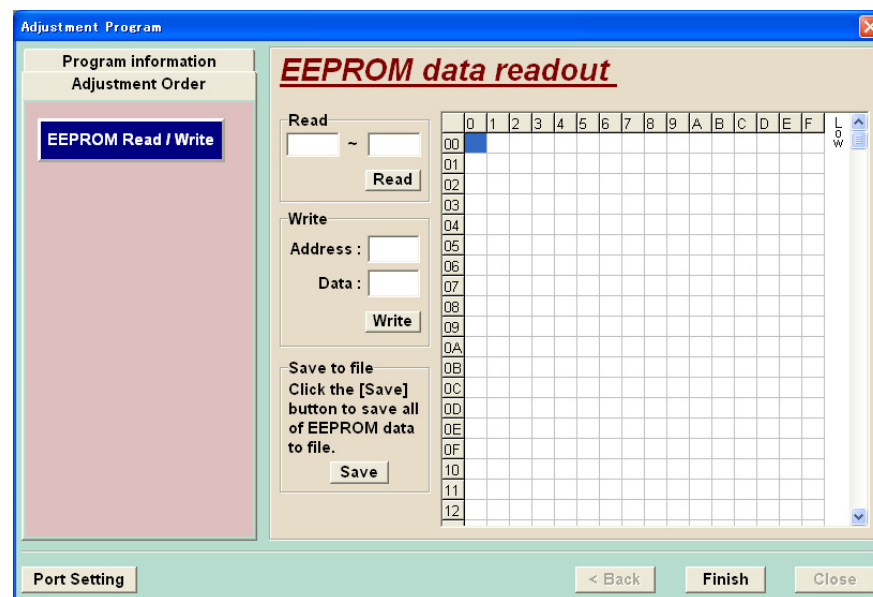 Adjustment Program
Program information
Adjustment Order
EEPROM Read / Write
EEPROM data readout
Read
~
Read
Write
Address :
Data :
Write
Save to file
Click the [Save]
button to save all
of EEPROM data
to file.
Save
0 1 2 3 4 5 6 7 8 9 A B C D E F
Low
00
01
02
03
04
05
06
07
08
09
0A
0B
0C
0D
0E
0F
10
11
12
Port Setting
< Back
Finish
Close